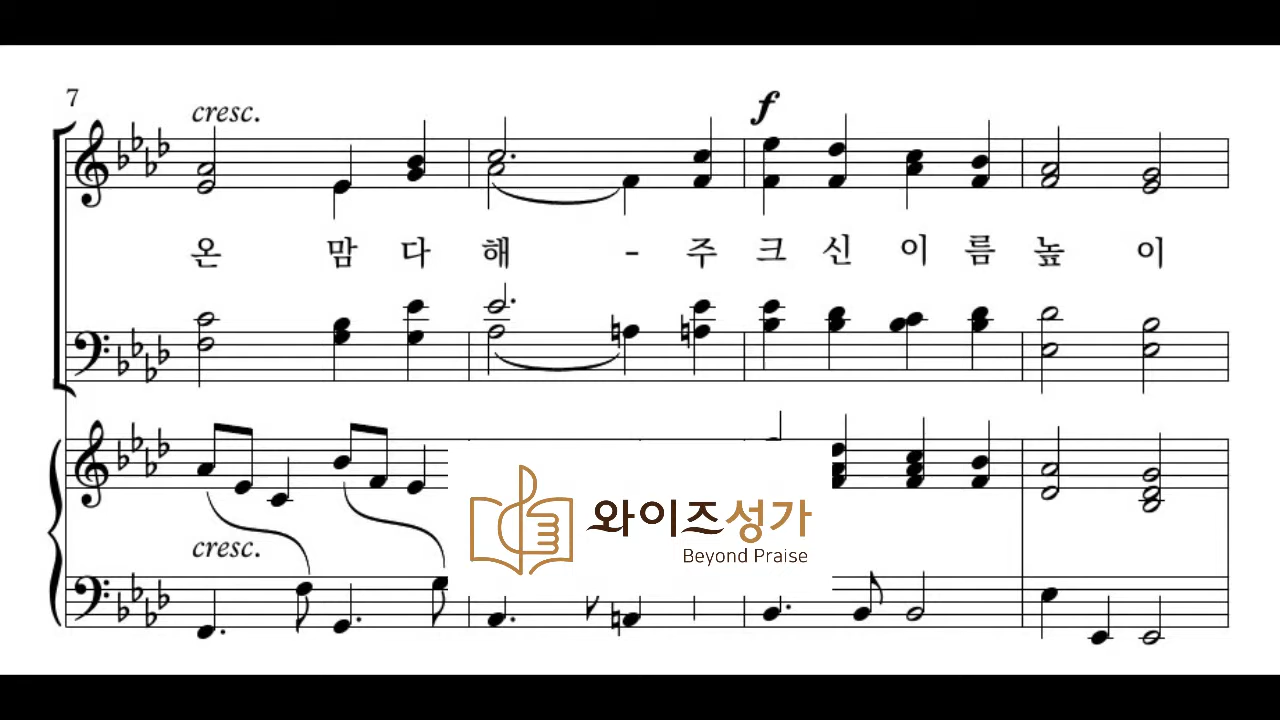 7
cresc.
f
온 맘 다 해 - 주 크 신 이 름 높 이
cresc.
와이즈성가
Beyond Praise